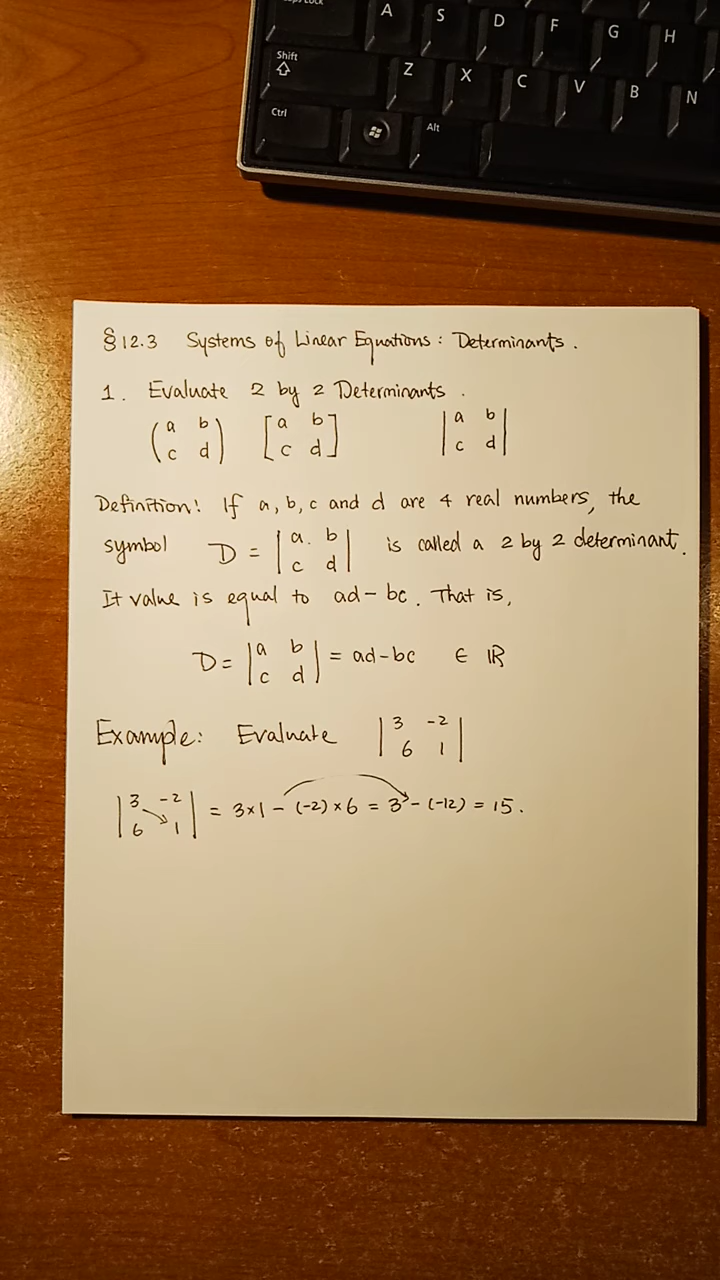 Caps Lock A S D F G H
Shift Z X C V B N
Ctrl Alt
§12.3 Systems of Linear Equations: Determinants.
1. Evaluate 2 by 2 Determinants.
(a b) [a b] |a b|
(c d) [c d] |c d|
Definition! If a, b, c and d are 4 real numbers, the
symbol D = |a b; c d| is called a 2 by 2 determinant.
It value is equal to ad - bc. That is,
D = |a b; c d| = ad - bc ∈ ℝ
Example: Evaluate |3 -2; 6 1|
|3 -2; 6 1| = 3×1 - (-2)×6 = 3 - (-12) = 15.